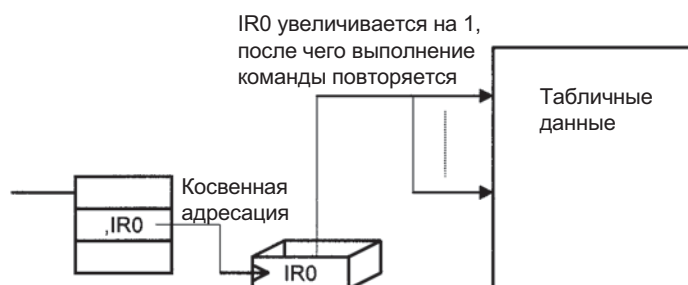 IR0 увеличивается на 1,
после чего выполнение
команды повторяется
Табличные
данные
Косвенная
адресация
,IR0
IR0